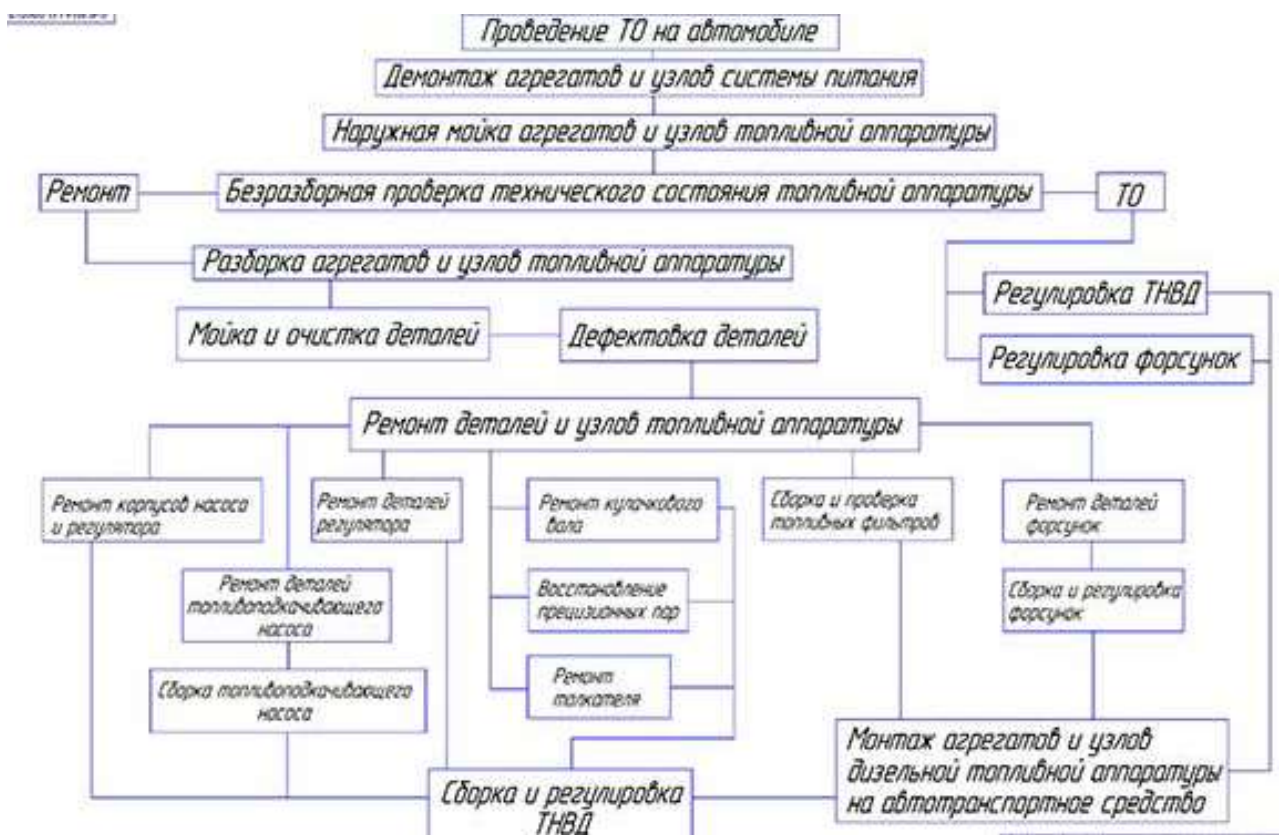 Проведение ТО на автомобиле
Демонтаж агрегатов и узлов системы питания
Наружная мойка агрегатов и узлов топливной аппаратуры
Ремонт
Безразборная проверка технического состояния топливной аппаратуры
ТО
Разборка агрегатов и узлов топливной аппаратуры
Регулировка ТНВД
Мойка и очистка деталей
Дефектовка деталей
Регулировка форсунок
Ремонт деталей и узлов топливной аппаратуры
Ремонт корпусов насоса
и регулятора
Ремонт деталей
регулятора
Ремонт кулачкового
вала
Сборка и проверка
топливных фильтров
Ремонт деталей
форсунок
Ремонт деталей
топливоподкачивающего
насоса
Восстановление
прецизионных пар
Сборка и регулировка
форсунок
Сборка топливоподкачивающего
насоса
Ремонт
толкателя
Монтаж агрегатов и узлов
дизельной топливной аппаратуры
на автотранспортное средство
Сборка и регулировка
ТНВД